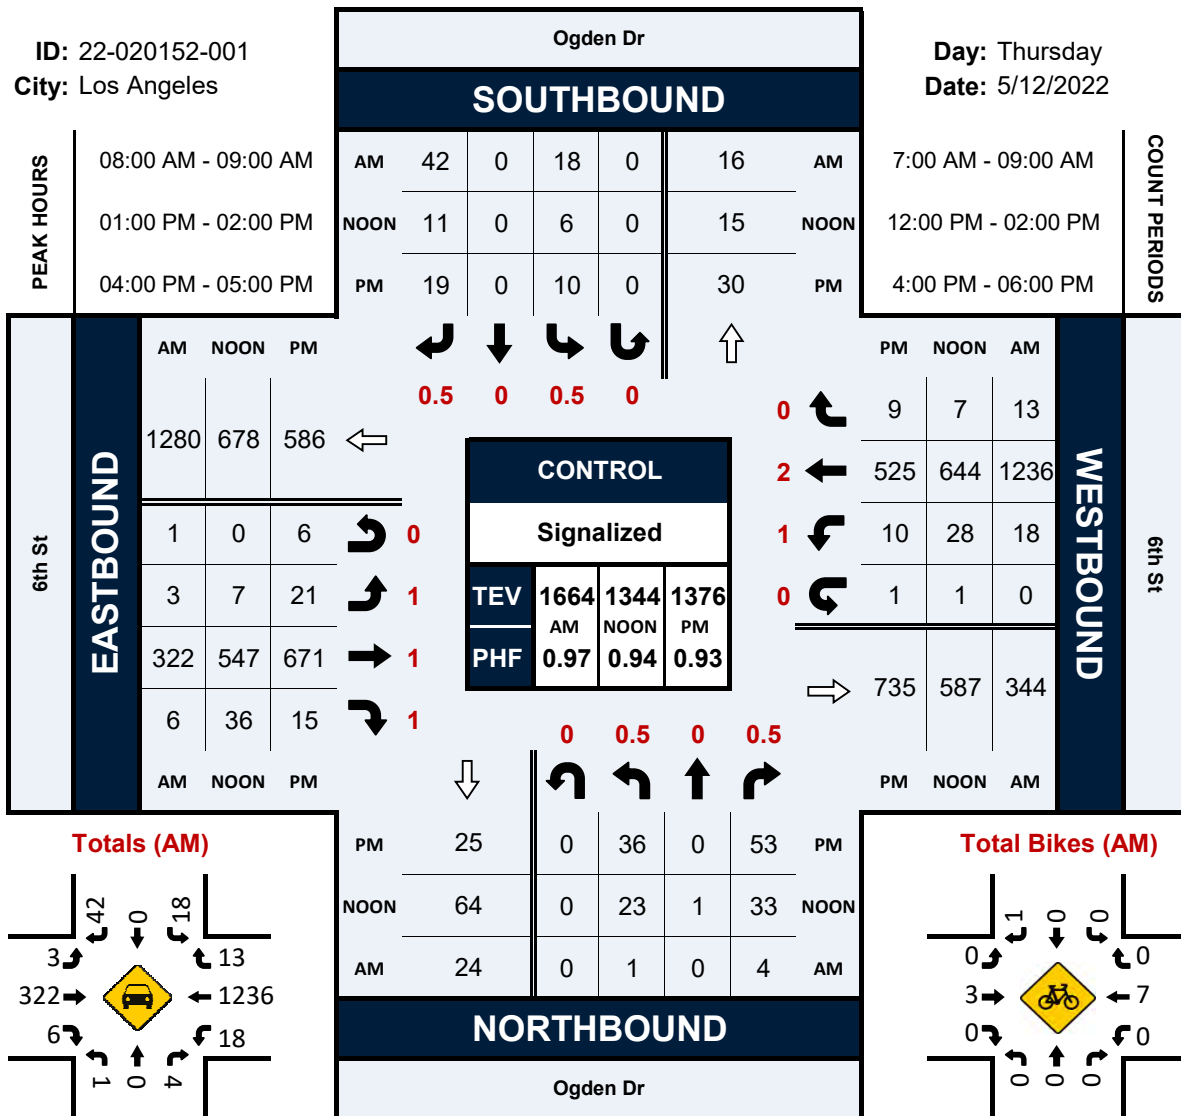 Ogden Dr
ID: 22-020152-001
City: Los Angeles
Day: Thursday
Date: 5/12/2022
SOUTHBOUND
PEAK HOURS
08:00 AM - 09:00 AM
01:00 PM - 02:00 PM
04:00 PM - 05:00 PM
AM 42 0 18 0 16 AM
NOON 11 0 6 0 15 NOON
PM 19 0 10 0 30 PM
7:00 AM - 09:00 AM
12:00 PM - 02:00 PM
4:00 PM - 06:00 PM
COUNT PERIODS
0.5 0 0.5 0
6th St
EASTBOUND
AM NOON PM
1280 678 586
1 0 6 0
3 7 21 1
322 547 671 1
6 36 15 1
AM NOON PM
CONTROL
Signalized
TEV 1664 1344 1376
AM NOON PM
PHF 0.97 0.94 0.93
PM NOON AM
0 9 7 13
2 525 644 1236
1 10 28 18
0 1 1 0
735 587 344
PM NOON AM
WESTBOUND
6th St
0 0.5 0 0.5
PM 25 0 36 0 53 PM
NOON 64 0 23 1 33 NOON
AM 24 0 1 0 4 AM
NORTHBOUND
Ogden Dr
Totals (AM)
42 0 18
3 13
322 1236
6 18
1 0 4
Total Bikes (AM)
1 0 0
0 0
3 7
0 0
0 0 0